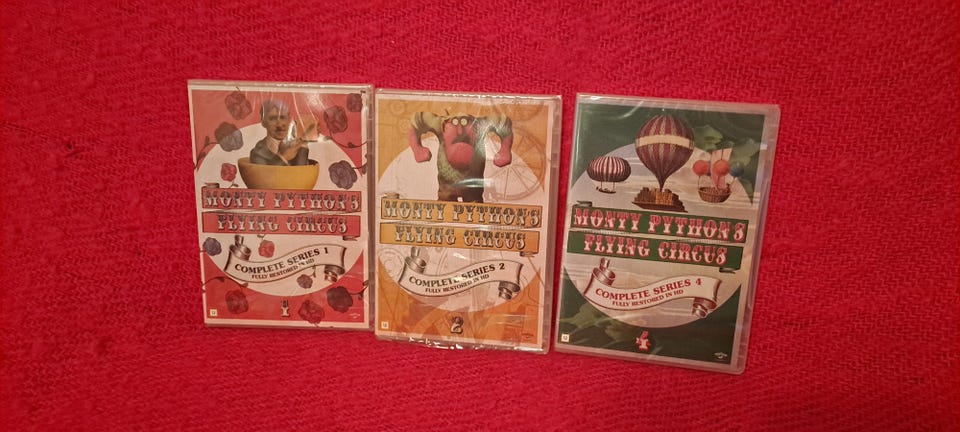 MONTY PYTHON'S
FLYING CIRCUS
COMPLETE SERIES 1
FULLY RESTORED IN HD
1
MONTY PYTHON'S
FLYING CIRCUS
COMPLETE SERIES 2
FULLY RESTORED IN HD
2
MONTY PYTHON'S
FLYING CIRCUS
COMPLETE SERIES 4
FULLY RESTORED IN HD
4